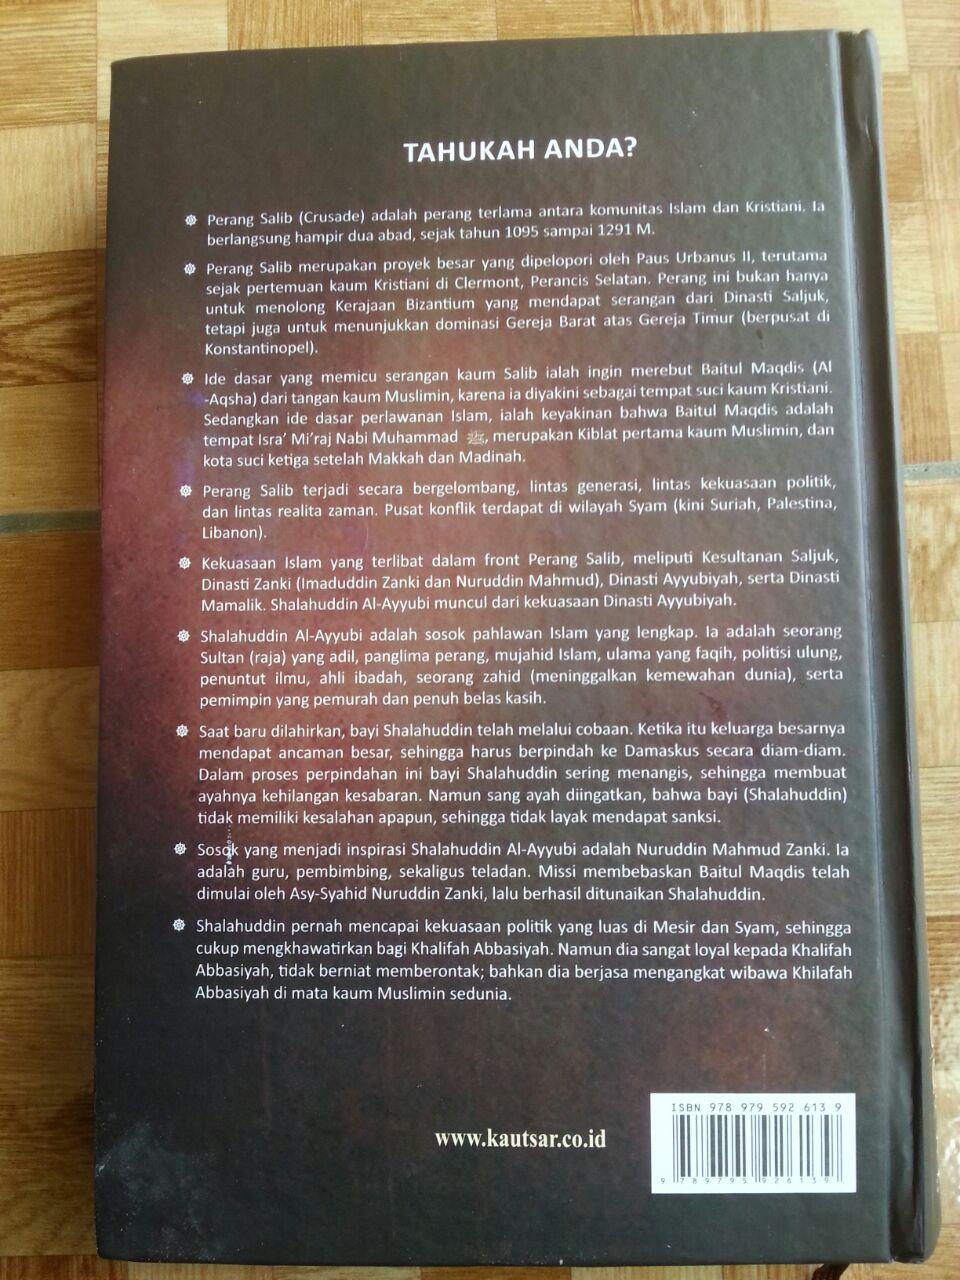 TAHUKAH ANDA?
Perang Salib (Crusade) adalah perang terlama antara komunitas Islam dan Kristiani. Ia
berlangsung hampir dua abad, sejak tahun 1095 sampai 1291 M.
Perang Salib merupakan proyek besar yang dipelopori oleh Paus Urbanus II, terutama
sejak pertemuan kaum Kristiani di Clermont, Perancis Selatan. Perang ini bukan hanya
untuk menolong Kerajaan Bizantium yang mendapat serangan dari Dinasti Saljuk,
tetapi juga untuk menunjukkan dominasi Gereja Barat atas Gereja Timur (berpusat di
Konstantinopel).
Ide dasar yang memicu serangan kaum Salib ialah ingin merebut Baitul Maqdis (Al
-Aqsha) dari tangan kaum Muslimin, karena ia diyakini sebagai tempat suci kaum Kristiani.
Sedangkan ide dasar perlawanan Islam, ialah keyakinan bahwa Baitul Maqdis adalah
tempat Isra' Mi'raj Nabi Muhammad ﷺ, merupakan Kiblat pertama kaum Muslimin, dan
kota suci ketiga setelah Makkah dan Madinah.
Perang Salib terjadi secara bergelombang, lintas generasi, lintas kekuasaan politik,
dan lintas realita zaman. Pusat konflik terdapat di wilayah Syam (kini Suriah, Palestina,
Libanon).
Kekuasaan Islam yang terlibat dalam front Perang Salib, meliputi Kesultanan Saljuk,
Dinasti Zanki (Imaduddin Zanki dan Nuruddin Mahmud), Dinasti Ayyubiyah, serta Dinasti
Mamalik. Shalahuddin Al-Ayyubi muncul dari kekuasaan Dinasti Ayyubiyah.
Shalahuddin Al-Ayyubi adalah sosok pahlawan Islam yang lengkap. Ia adalah seorang
Sultan (raja) yang adil, panglima perang, mujahid Islam, ulama yang faqih, politisi ulung,
penuntut ilmu, ahli ibadah, seorang zahid (meninggalkan kemewahan dunia), serta
pemimpin yang pemurah dan penuh belas kasih.
Saat baru dilahirkan, bayi Shalahuddin telah melalui cobaan. Ketika itu keluarga besarnya
mendapat ancaman besar, sehingga harus berpindah ke Damaskus secara diam-diam.
Dalam proses perpindahan ini bayi Shalahuddin sering menangis, sehingga membuat
ayahnya kehilangan kesabaran. Namun sang ayah diingatkan, bahwa bayi (Shalahuddin)
tidak memiliki kesalahan apapun, sehingga tidak layak mendapat sanksi.
Sosok yang menjadi inspirasi Shalahuddin Al-Ayyubi adalah Nuruddin Mahmud Zanki. Ia
adalah guru, pembimbing, sekaligus teladan. Missi membebaskan Baitul Maqdis telah
dimulai oleh Asy-Syahid Nuruddin Zanki, lalu berhasil ditunaikan Shalahuddin.
Shalahuddin pernah mencapai kekuasaan politik yang luas di Mesir dan Syam, sehingga
cukup mengkhawatirkan bagi Khalifah Abbasiyah. Namun dia sangat loyal kepada Khalifah
Abbasiyah, tidak berniat memberontak; bahkan dia berjasa mengangkat wibawa Khilafah
Abbasiyah di mata kaum Muslimin sedunia.
www.kautsar.co.id
ISBN 978 979 592 613 9
9 789795 926139